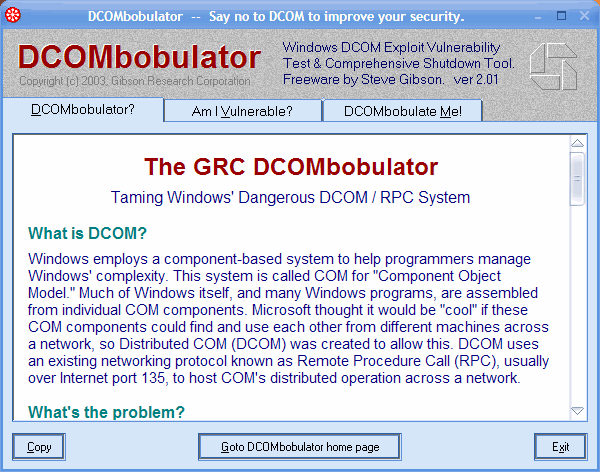 DCOMbobulator -- Say no to DCOM to improve your security.
DCOMbobulator
Copyright (c) 2003, Gibson Research Corporation
Windows DCOM Exploit Vulnerability
Test & Comprehensive Shutdown Tool.
Freeware by Steve Gibson. ver 2.01
DCOMbobulator?
Am I Vulnerable?
DCOMbobulate Me!
The GRC DCOMbobulator
Taming Windows' Dangerous DCOM / RPC System
What is DCOM?
Windows employs a component-based system to help programmers manage
Windows' complexity. This system is called COM for "Component Object
Model." Much of Windows itself, and many Windows programs, are assembled
from individual COM components. Microsoft thought it would be "cool" if these
COM components could find and use each other from different machines across
a network, so Distributed COM (DCOM) was created to allow this. DCOM uses
an existing networking protocol known as Remote Procedure Call (RPC), usually
over Internet port 135, to host COM's distributed operation across a network.
What's the problem?
Copy
Goto DCOMbobulator home page
Exit